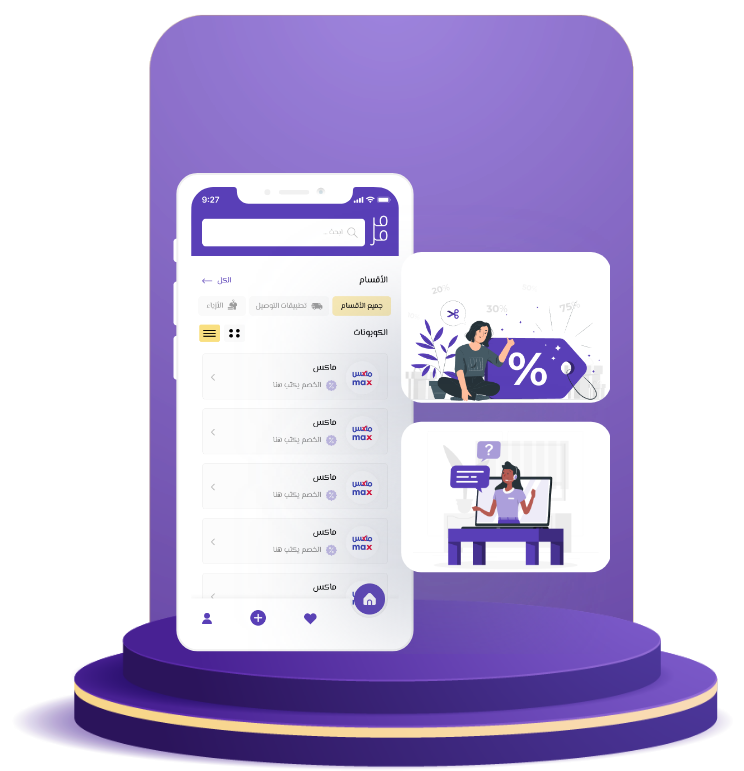 9:27
ابحث...
الأقسام
الكل
جميع الأقسام
تطبيقات التوصيل
الأزياء
الكوبونات
ماكس
الخصم يكتب هنا
ماكس
max
ماكس
الخصم يكتب هنا
ماكس
max
ماكس
الخصم يكتب هنا
ماكس
max
ماكس
الخصم يكتب هنا
ماكس
max
ماكس
20%
30%
75%
%
?